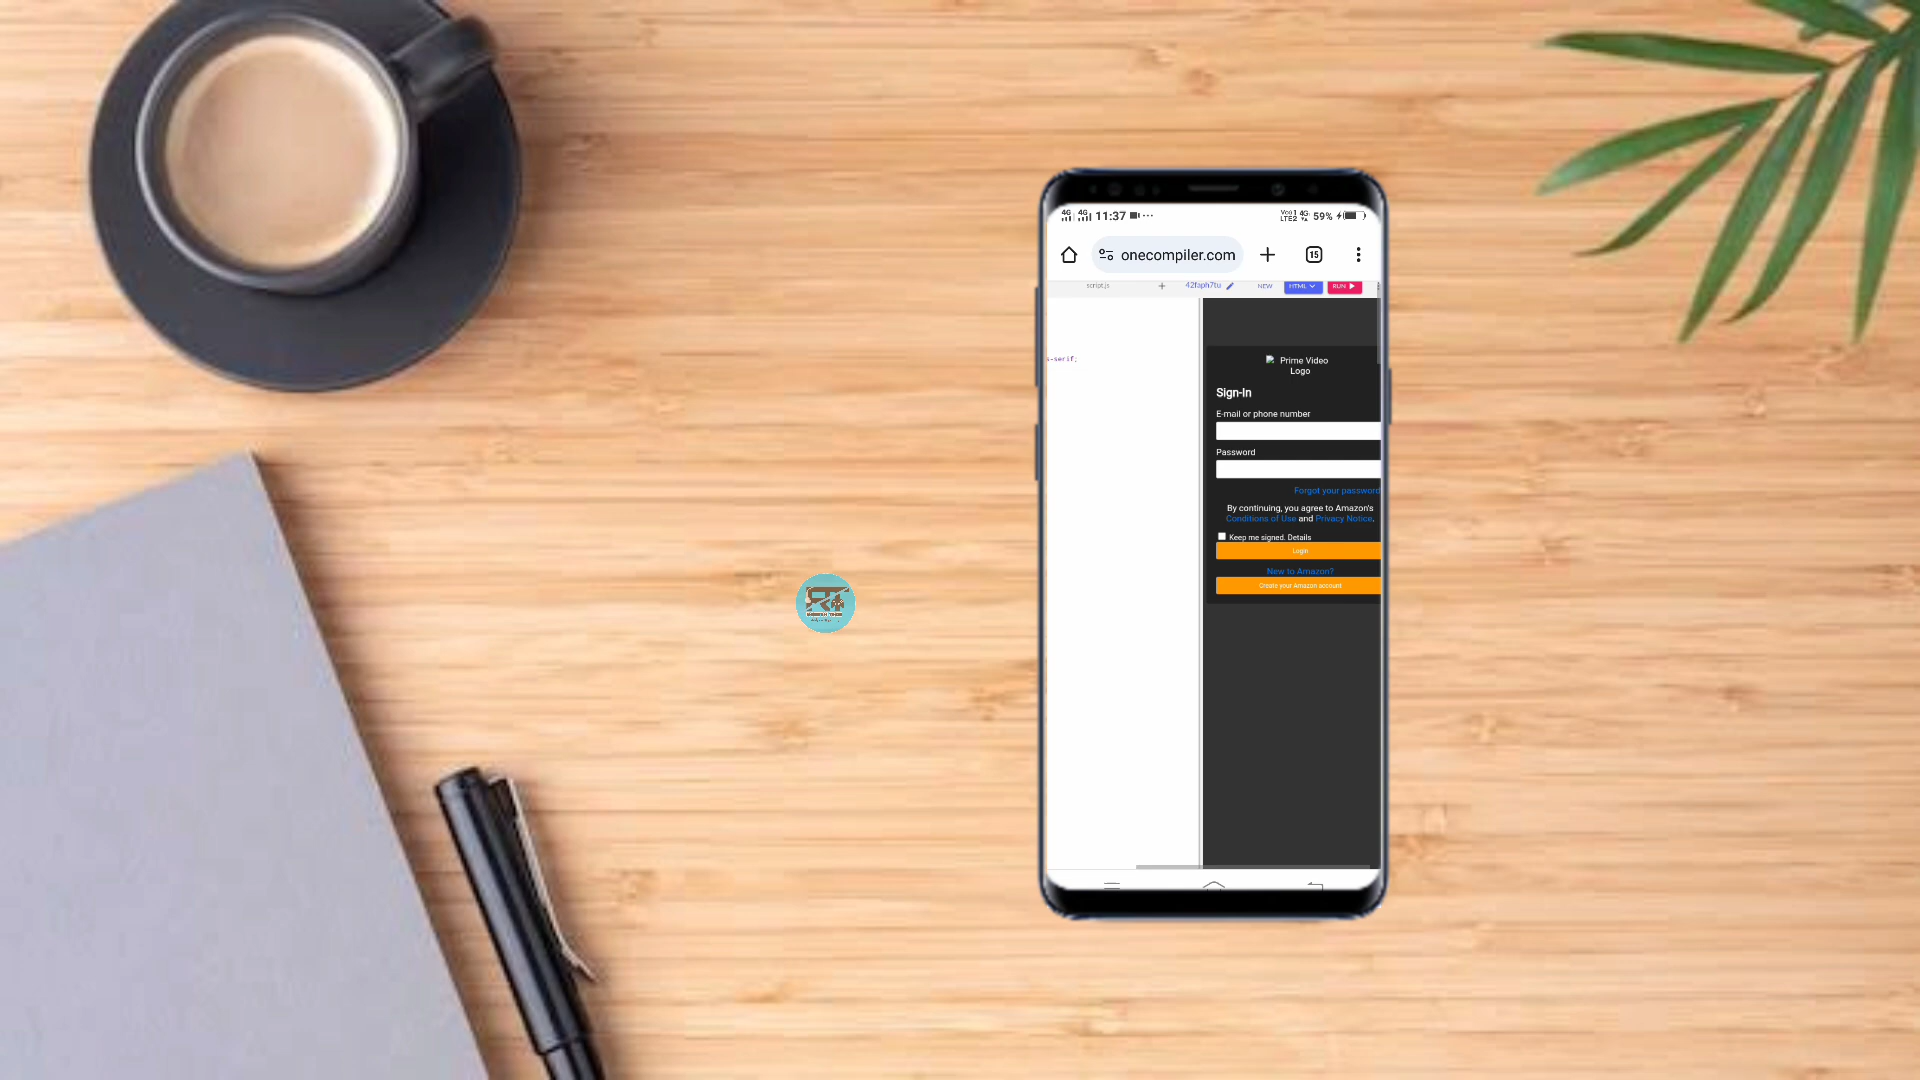 4G 4G 11:37
59%
onecompiler.com
15
script.js
+
42faph7tu
NEW
HTML
RUN
s-serif;
Prime Video
Logo
Sign-In
E-mail or phone number
Password
Forgot your password
By continuing, you agree to Amazon's
Conditions of Use and Privacy Notice.
Keep me signed. Details
Login
New to Amazon?
Create your Amazon account